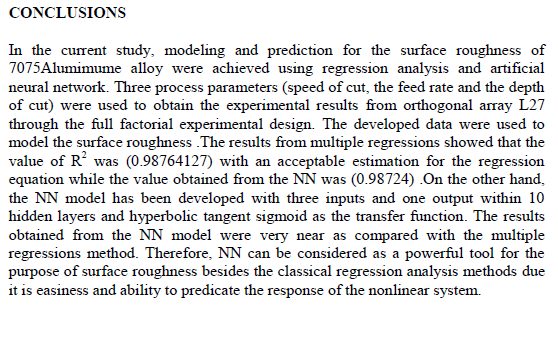 CONCLUSIONS
In the current study, modeling and prediction for the surface roughness of
7075Alumimume alloy were achieved using regression analysis and artificial
neural network. Three process parameters (speed of cut, the feed rate and the depth
of cut) were used to obtain the experimental results from orthogonal array L27
through the full factorial experimental design. The developed data were used to
model the surface roughness .The results from multiple regressions showed that the
value of R² was (0.98764127) with an acceptable estimation for the regression
equation while the value obtained from the NN was (0.98724) .On the other hand,
the NN model has been developed with three inputs and one output within 10
hidden layers and hyperbolic tangent sigmoid as the transfer function. The results
obtained from the NN model were very near as compared with the multiple
regressions method. Therefore, NN can be considered as a powerful tool for the
purpose of surface roughness besides the classical regression analysis methods due
it is easiness and ability to predicate the response of the nonlinear system.